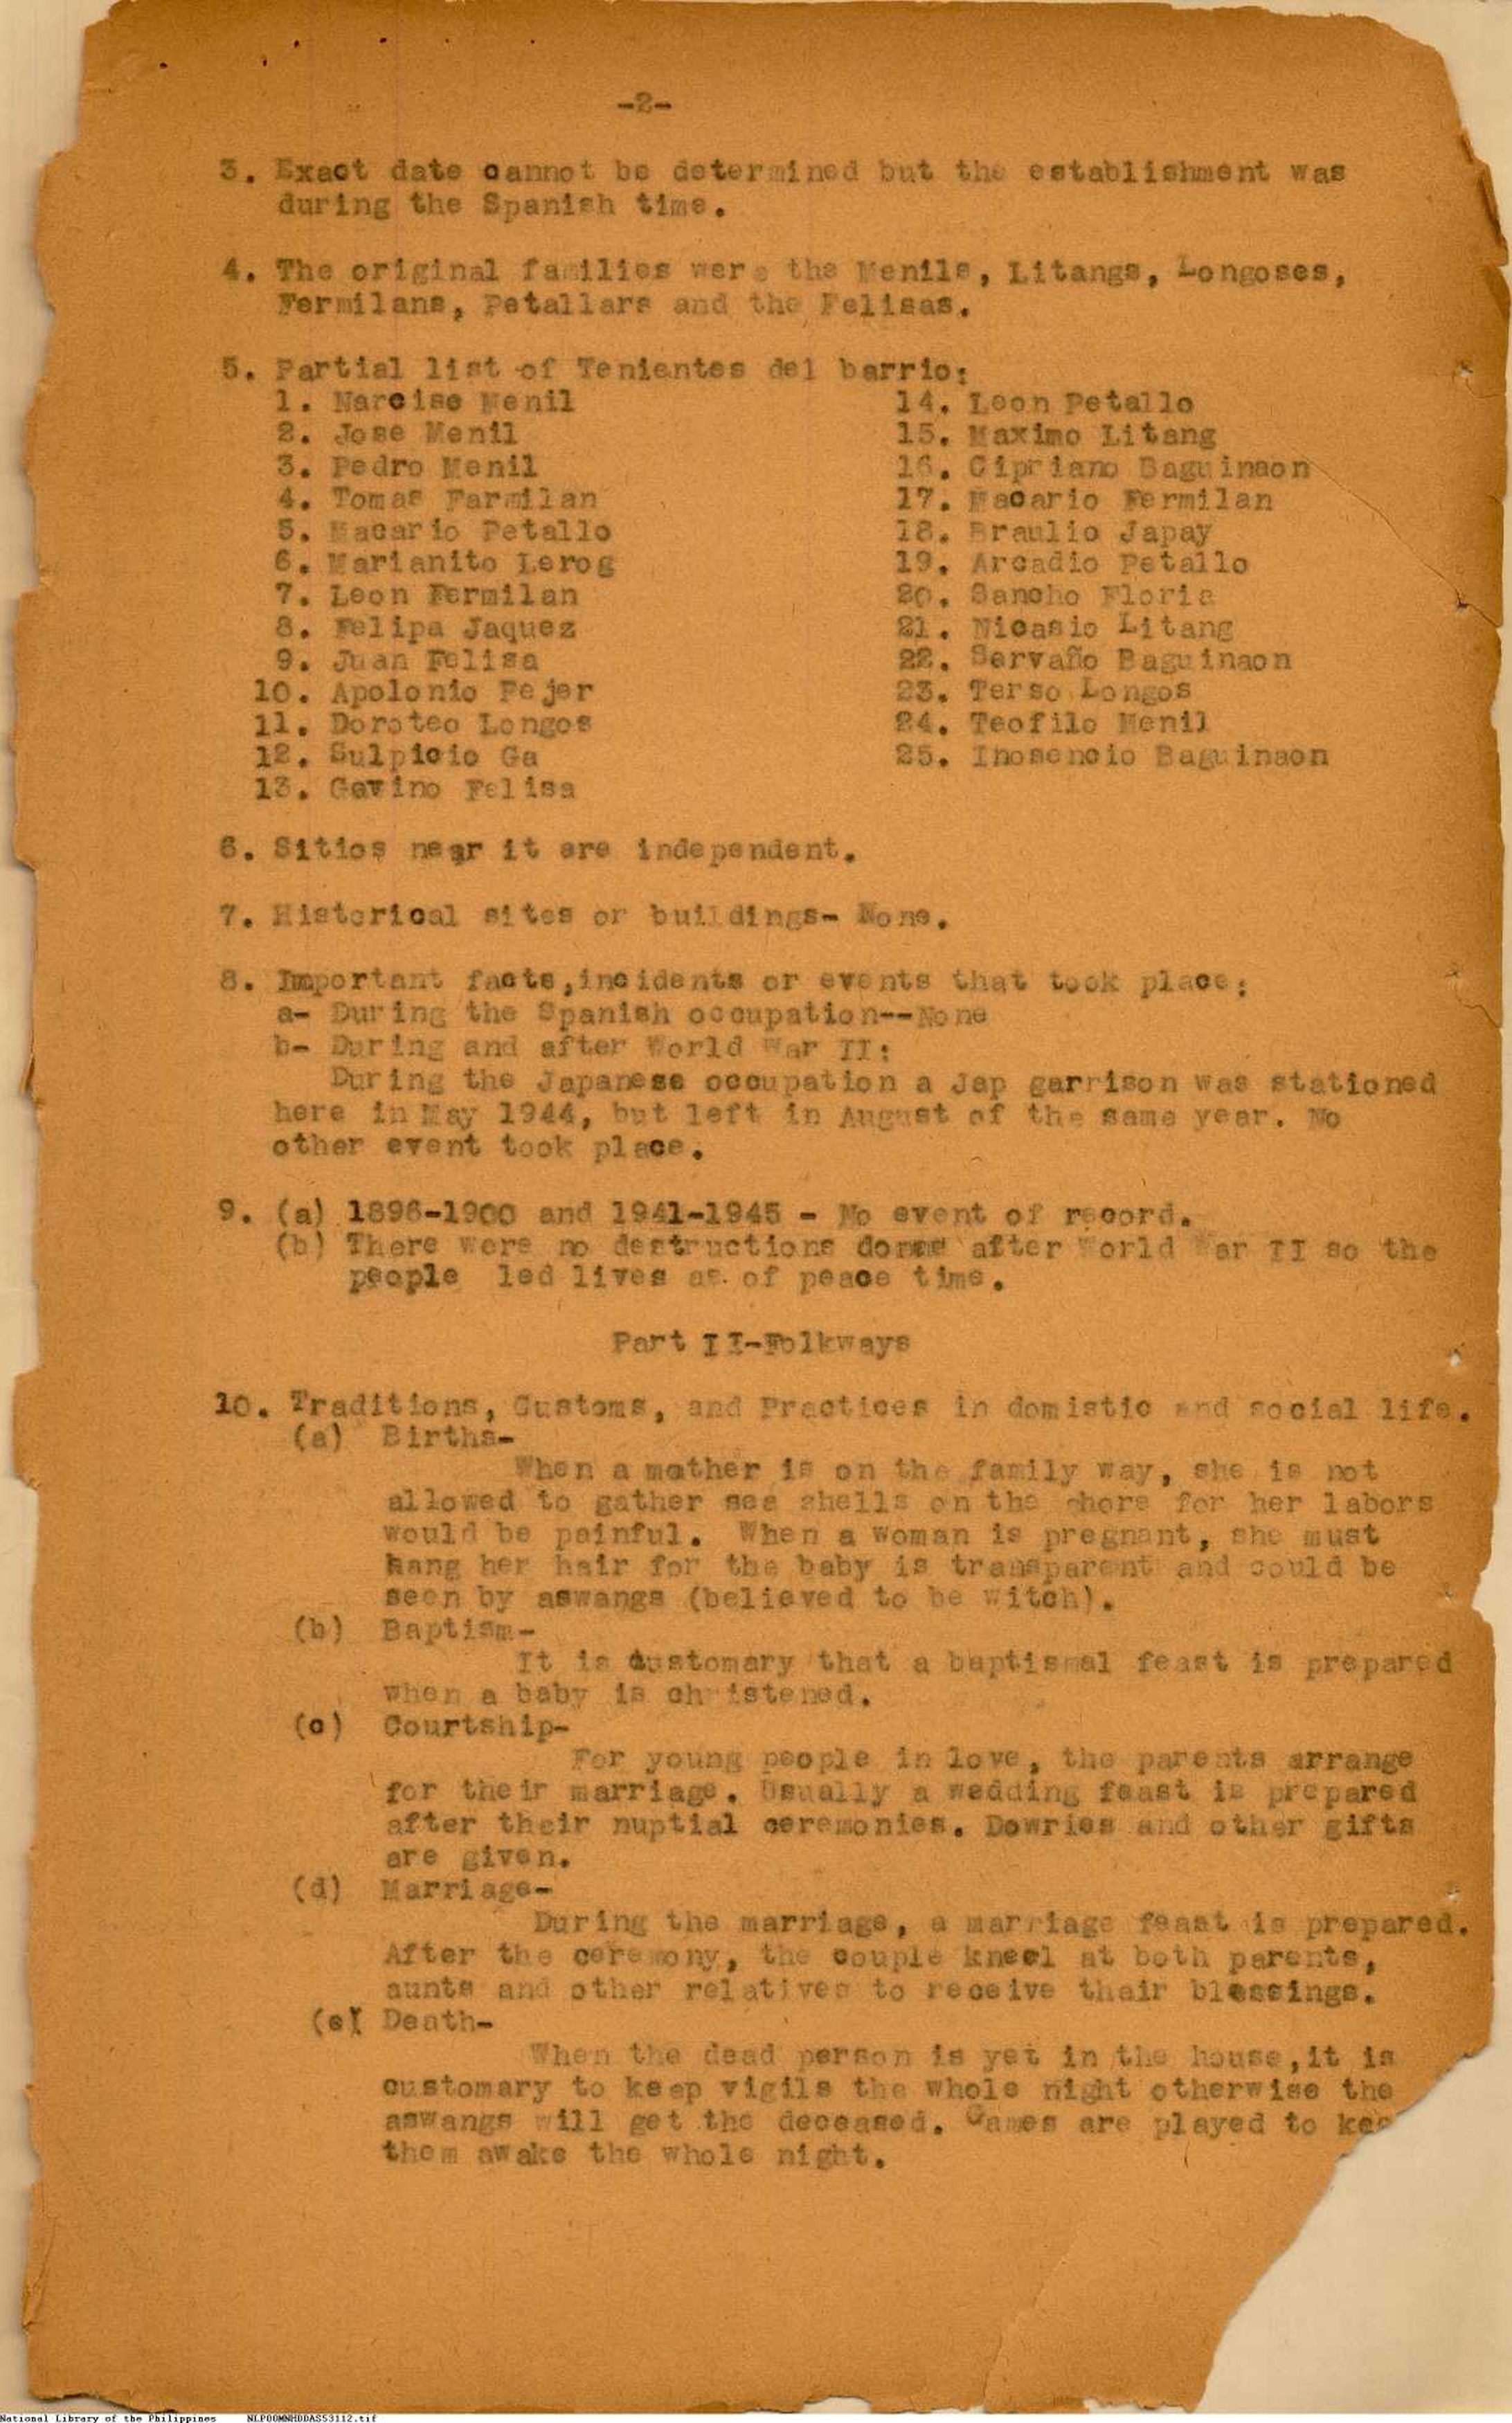 -2-
3. Exact date cannot be determined but the establishment was
during the Spanish time.
4. The original families were the Menils, Litangs, Longoses,
Fermilans, Petallars and the Felisas.
5. Partial list of Tenientes del barrio:
1. Narciso Menil
2. Jose Menil
3. Pedro Menil
4. Tomas Farmilan
5. Macario Petallo
6. Marianito Lerog
7. Leon Fermilan
8. Felipa Jaquez
9. Juan Felisa
10. Apolonio Pejer
11. Doroteo Longos
12. Sulpicio Ga
13. Gavino Felisa
14. Leon Petallo
15. Maximo Litang
16. Cipriano Baguinaon
17. Macario Fermilan
18. Braulio Japay
19. Arcadio Petallo
20. Sancho Floria
21. Nicasio Litang
22. Servaño Baguinaon
23. Terso Longos
24. Teofilo Menil
25. Inosencio Baguinaon
6. Sitios near it are independent.
7. Historical sites or buildings- None.
8. Important facts,incidents or events that took place:
a- During the Spanish occupation--None
b- During and after World War II:
During the Japanese occupation a Jap garrison was stationed
here in May 1944, but left in August of the same year. No
other event took place.
9. (a) 1896-1900 and 1941-1945 - No event of record.
(b) There were no destructions after World War II so the
people led lives as of peace time.
Part II-Folkways
10. Traditions, Customs, and Practices in domistic and social life.
(a) Births-
When a mother is on the family way, she is not
allowed to gather sea shells on the shore for her labors
would be painful. When a woman is pregnant, she must
hang her hair for the baby is transparent and could be
seen by aswangs (believed to be witch).
(b) Baptism-
It is customary that a baptismal feast is prepared
when a baby is christened.
(c) Courtship-
For young people in love, the parents arrange
for their marriage. Usually a wedding feast is prepared
after their nuptial ceremonies. Dowries and other gifts
are given.
(d) Marriage-
During the marriage, a marriage feast is prepared.
After the ceremony, the couple kneel at both parents,
aunts and other relatives to receive their blessings.
(e) Death-
When the dead person is yet in the house,it is
customary to keep vigils the whole night otherwise the
aswangs will get the deceased. Games are played to kee
them awake the whole night.
National Library of the Philippines NLP00MNHDDAS53112.tif